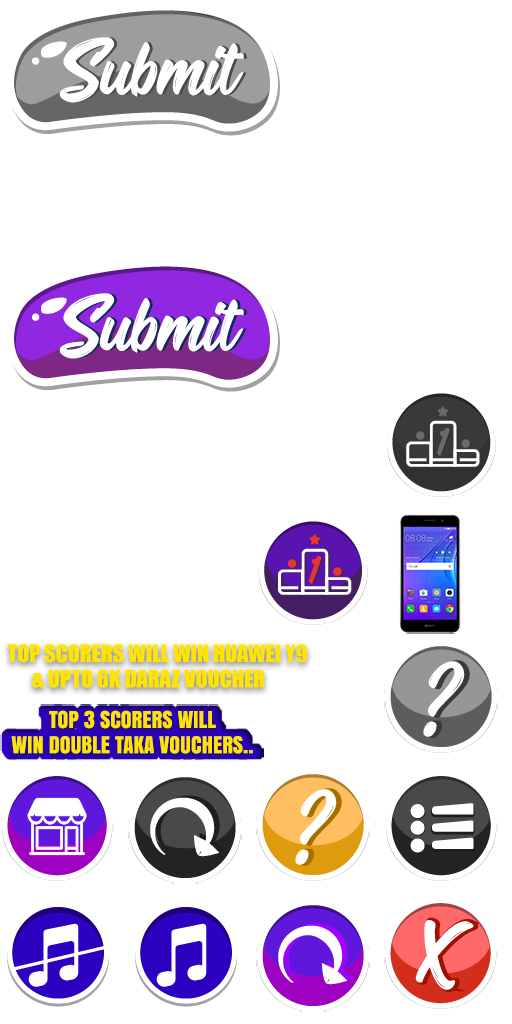 Submit
Submit
1
1
08:08
TOP SCORERS WILL WIN HUAWEI Y9
& UPTO 6K DARAZ VOUCHER
?
TOP 3 SCORERS WILL
WIN DOUBLE TAKA VOUCHERS..
?
X